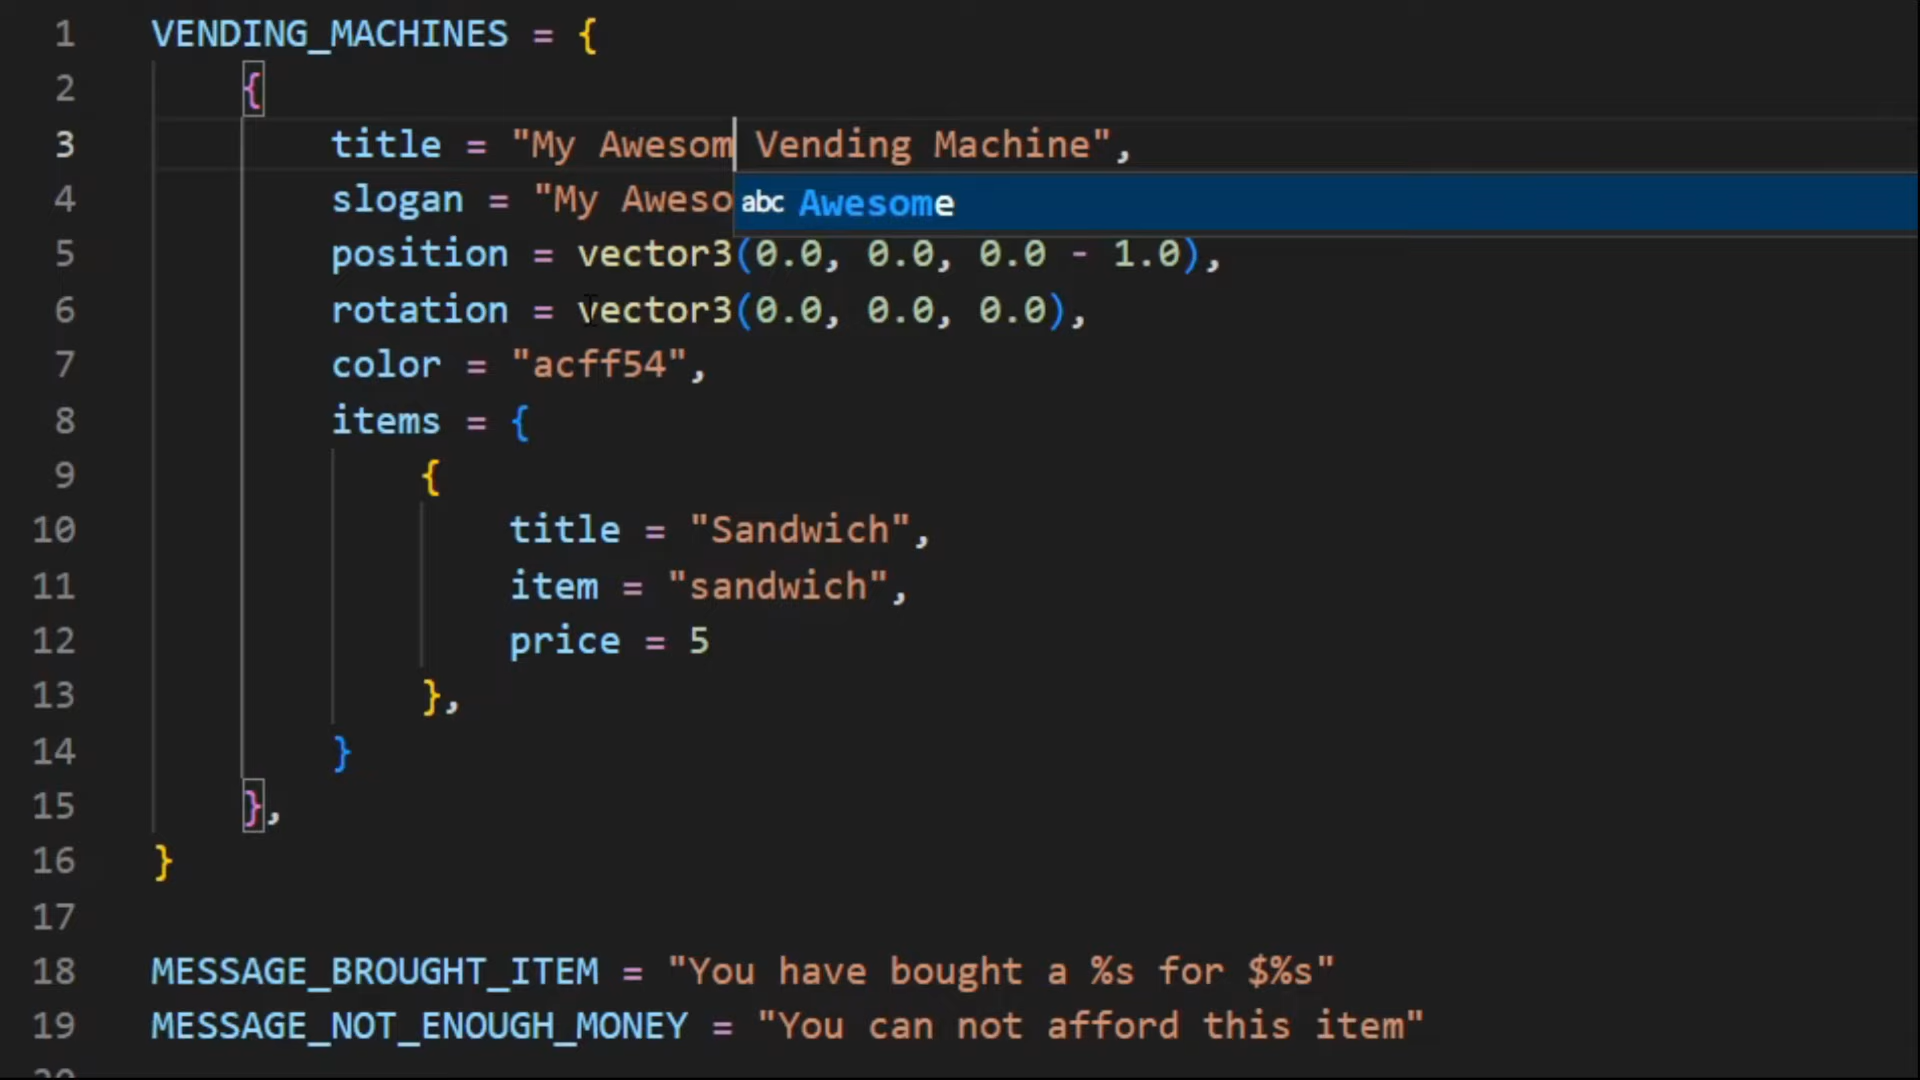 1 VENDING_MACHINES = {
2 {
3 title = "My Awesom Vending Machine",
4 slogan = "My Aweso
abc Awesome
5 position = vector3(0.0, 0.0, 0.0 - 1.0),
6 rotation = vector3(0.0, 0.0, 0.0),
7 color = "acff54",
8 items = {
9 {
10 title = "Sandwich",
11 item = "sandwich",
12 price = 5
13 },
14 }
15 },
16 }
17
18 MESSAGE_BROUGHT_ITEM = "You have bought a %s for $%s"
19 MESSAGE_NOT_ENOUGH_MONEY = "You can not afford this item"
20